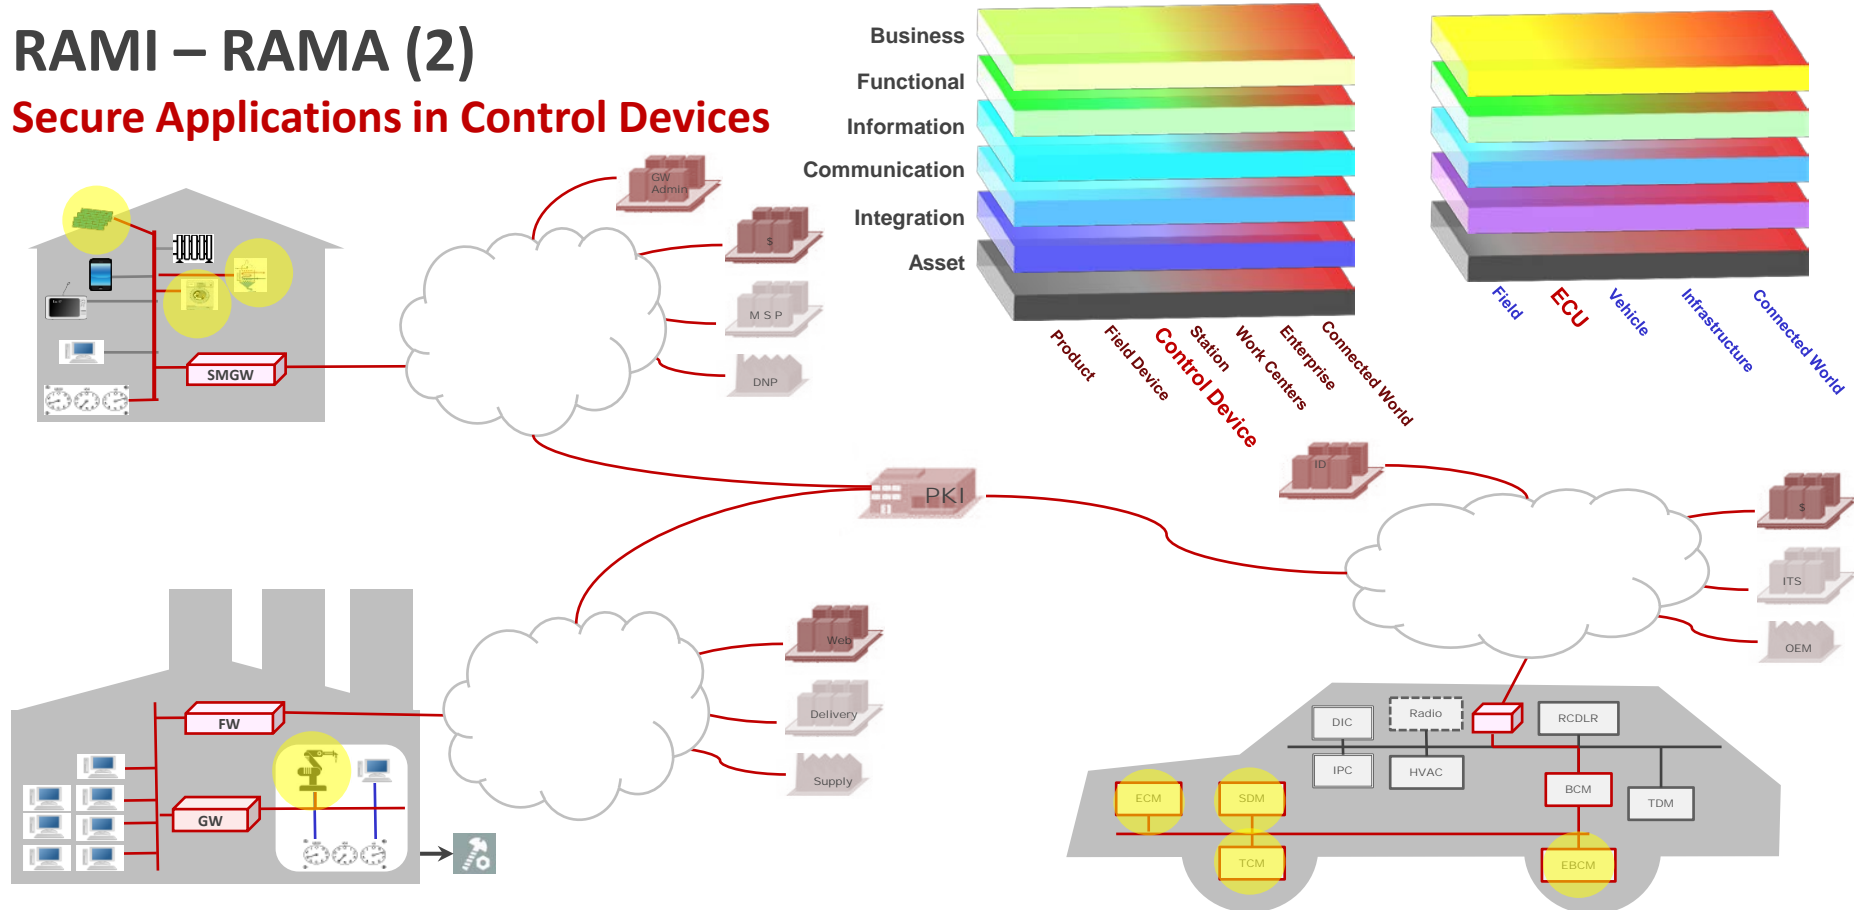 RAMI – RAMA (2)
Secure Applications in Control Devices
Business
Functional
Information
Communication
Integration
Asset
Product
Field Device
Control Device
Station
Work Centers
Enterprise
Connected World
Field
ECU
Vehicle
Infrastructure
Connected World
GW
Admin
$
M S P
DNP
SMGW
PKI
ID
$
ITS
OEM
Web
Delivery
Supply
FW
GW
DIC
Radio
RCDLR
IPC
HVAC
BCM
TDM
ECM
SDM
TCM
EBCM